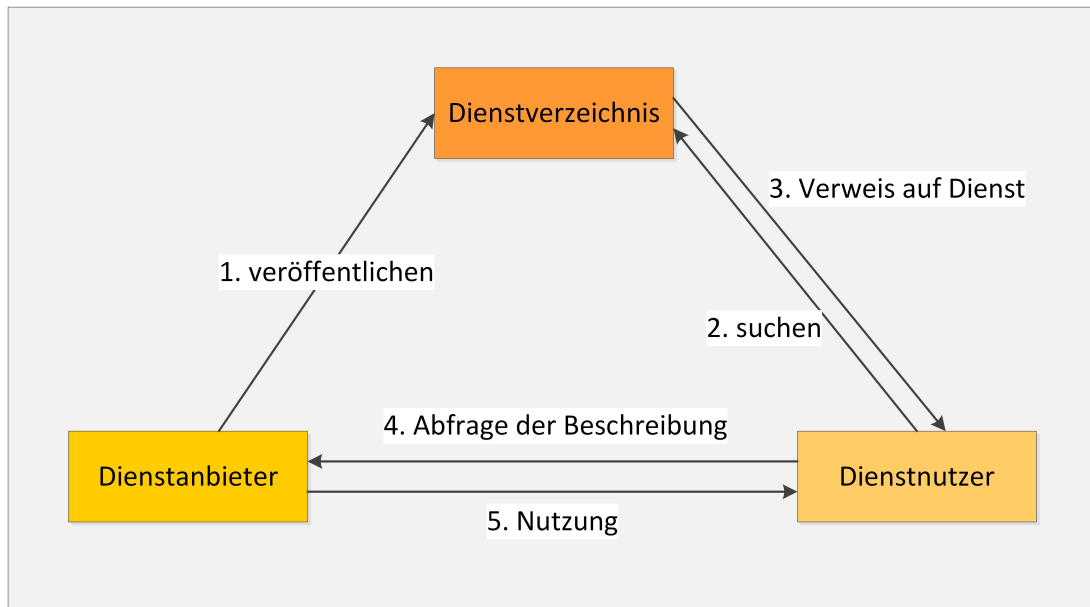 Dienstverzeichnis
3. Verweis auf Dienst
1. veröffentlichen
2. suchen
4. Abfrage der Beschreibung
Dienstanbieter
Dienstnutzer
5. Nutzung